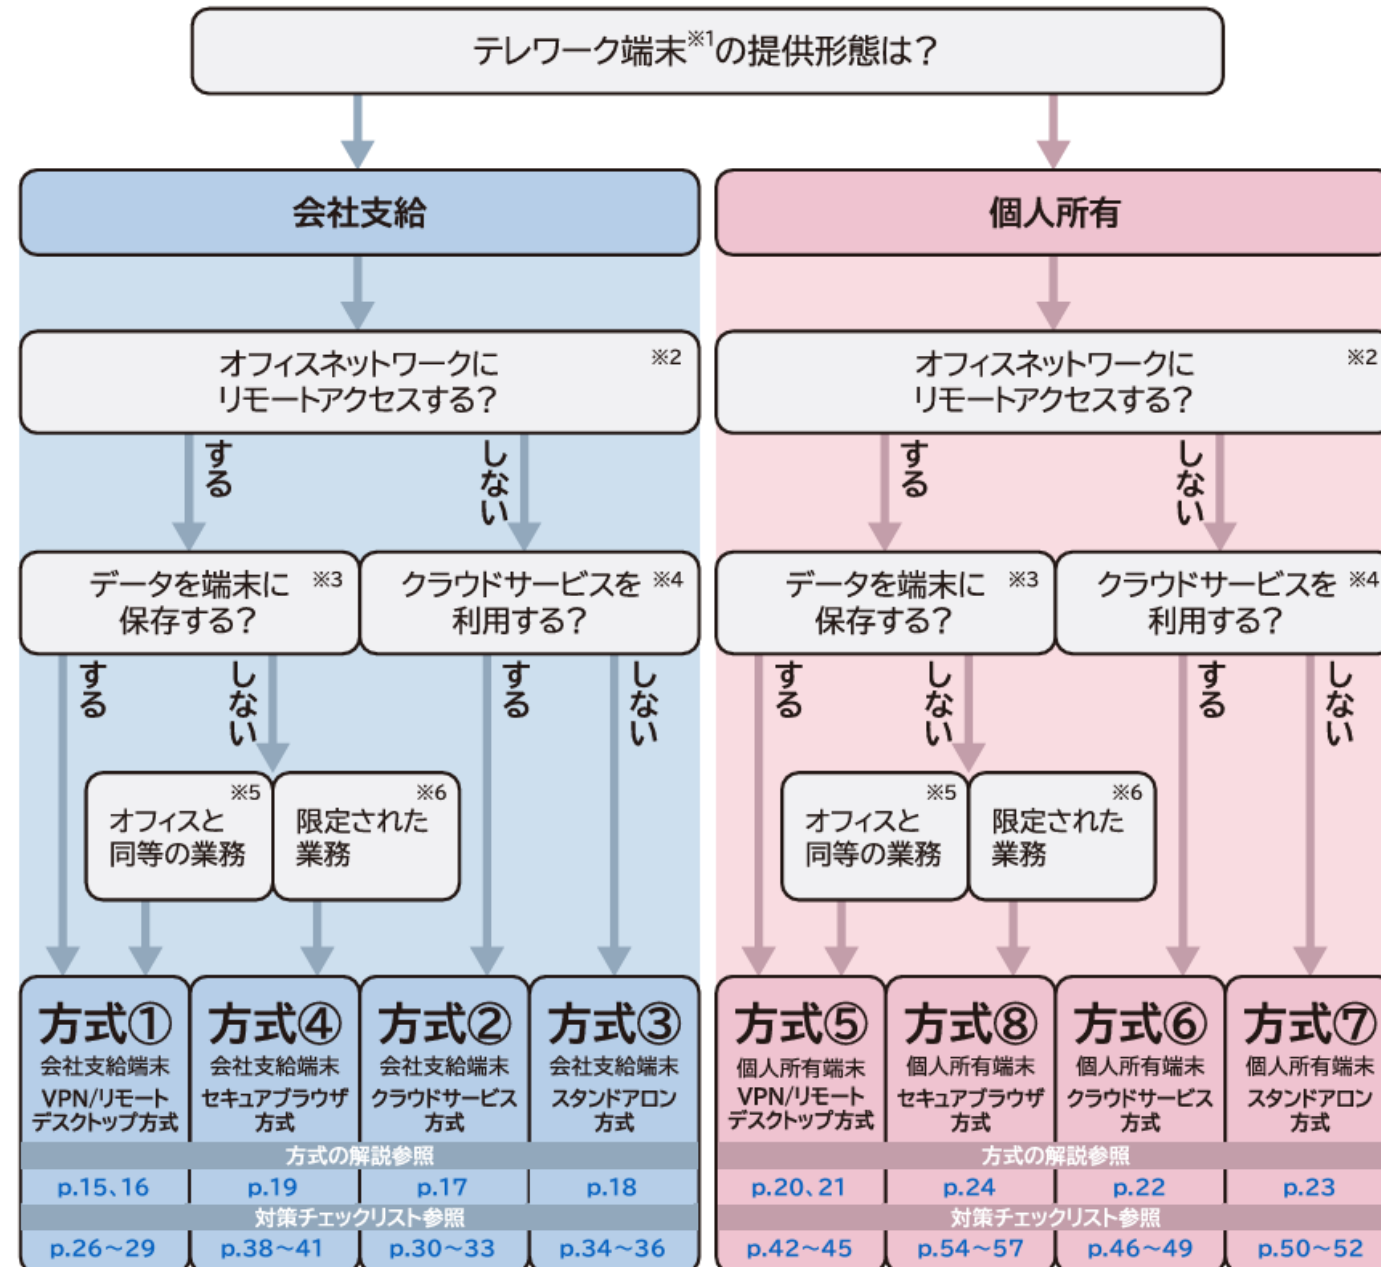 テレワーク端末※1の提供形態は？
会社支給
個人所有
オフィスネットワークに ※2
リモートアクセスする？
オフィスネットワークに ※2
リモートアクセスする？
する
しない
する
しない
データを端末に ※3
保存する？
クラウドサービスを ※4
利用する？
データを端末に ※3
保存する？
クラウドサービスを ※4
利用する？
する
しない
する
しない
する
しない
する
しない
※5
オフィスと
同等の業務
※6
限定された
業務
※5
オフィスと
同等の業務
※6
限定された
業務
方式①
会社支給端末
VPN/リモート
デスクトップ方式
方式④
会社支給端末
セキュアブラウザ
方式
方式②
会社支給端末
クラウドサービス
方式
方式③
会社支給端末
スタンドアロン
方式
方式⑤
個人所有端末
VPN/リモート
デスクトップ方式
方式⑧
個人所有端末
セキュアブラウザ
方式
方式⑥
個人所有端末
クラウドサービス
方式
方式⑦
個人所有端末
スタンドアロン
方式
方式の解説参照
方式の解説参照
p.15、16
p.19
p.17
p.18
p.20、21
p.24
p.22
p.23
対策チェックリスト参照
対策チェックリスト参照
p.26～29
p.38～41
p.30～33
p.34～36
p.42～45
p.54～57
p.46～49
p.50～52